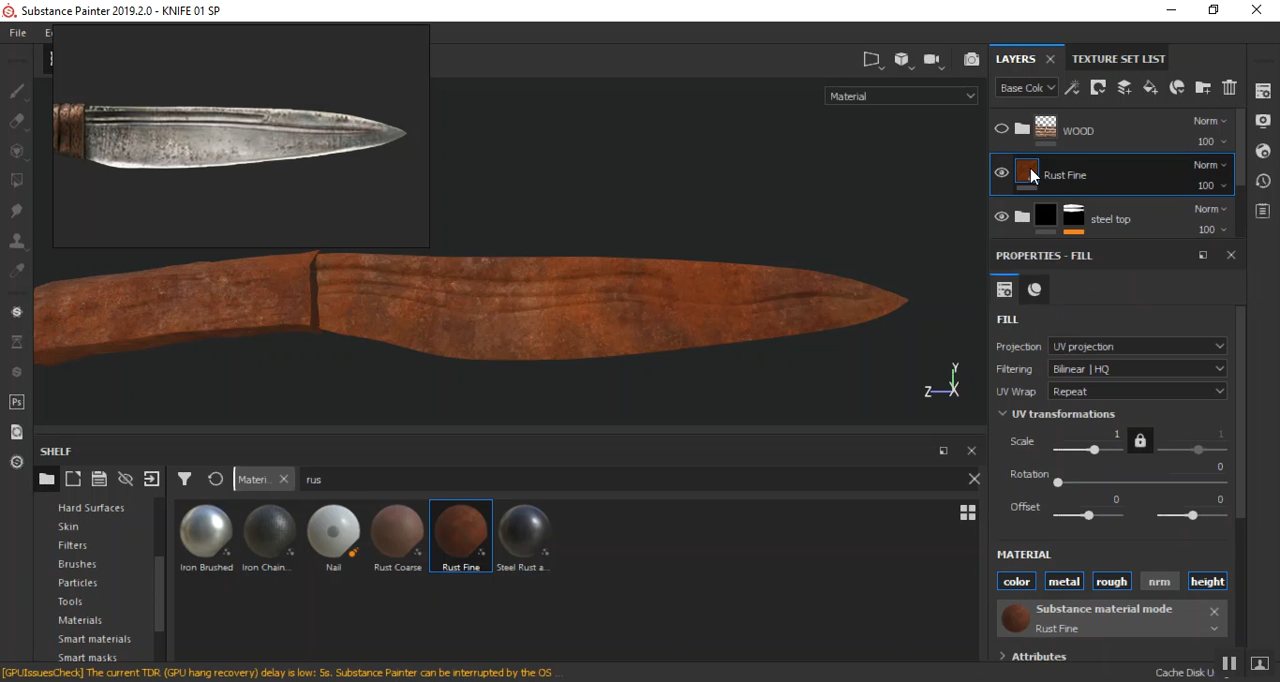 Substance Painter 2019.2.0 - KNIFE 01 SP
File
Material
LAYERS
TEXTURE SET LIST
Base Colo
WOOD
Norm
100
Rust Fine
Norm
100
steel top
Norm
100
PROPERTIES - FILL
FILL
Projection
UV projection
Filtering
Bilinear | HQ
UV Wrap
Repeat
UV transformations
Scale
1
1
Rotation
0
Offset
0
0
MATERIAL
color
metal
rough
nrm
height
Substance material mode
Rust Fine
Attributes
Y
Z
X
SHELF
Materi...
rus
Hard Surfaces
Skin
Filters
Brushes
Particles
Tools
Materials
Smart materials
Smart masks
Iron Brushed
Iron Chain...
Nail
Rust Coarse
Rust Fine
Steel Rust a...
Ps
[GPUIssuesCheck] The current TDR (GPU hang recovery) delay is low: 5s. Substance Painter can be interrupted by the OS ...
Cache Disk U